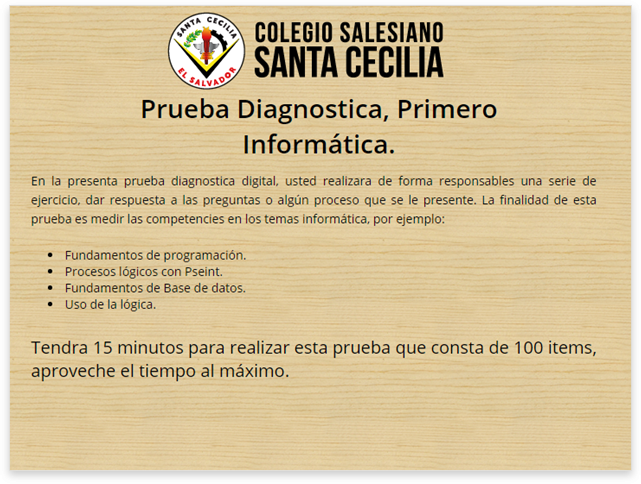 SANTA CECILIA
EL SALVADOR
COLEGIO SALESIANO
SANTA CECILIA
Prueba Diagnostica, Primero
Informática.
En la presenta prueba diagnostica digital, usted realizara de forma responsables una serie de
ejercicio, dar respuesta a las preguntas o algún proceso que se le presente. La finalidad de esta
prueba es medir las competencies en los temas informática, por ejemplo:
Fundamentos de programación.
Procesos lógicos con Pseint.
Fundamentos de Base de datos.
Uso de la lógica.
Tendra 15 minutos para realizar esta prueba que consta de 100 items,
aproveche el tiempo al máximo.